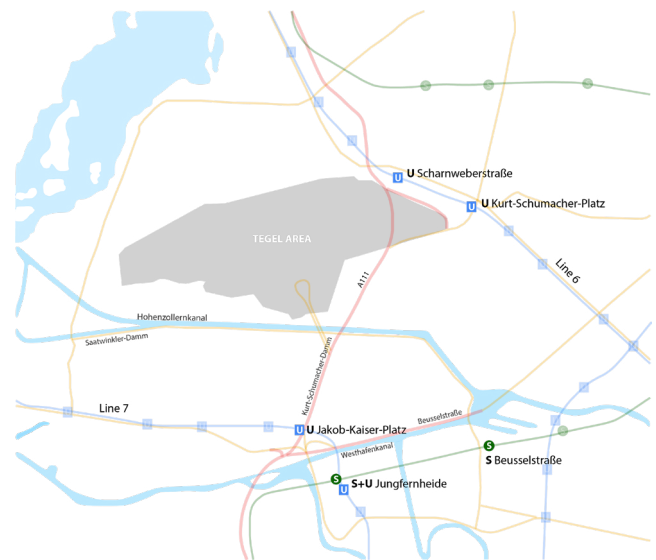 U
U Scharnweberstraße
U
U Kurt-Schumacher-Platz
TEGEL AREA
Line 6
A111
Hohenzollernkanal
Saatwinkler-Damm
Kurt-Schumacher-Damm
Line 7
Beusselstraße
U
U Jakob-Kaiser-Platz
Westhafenkanal
S
S Beusselstraße
S
S+U Jungfernheide
U